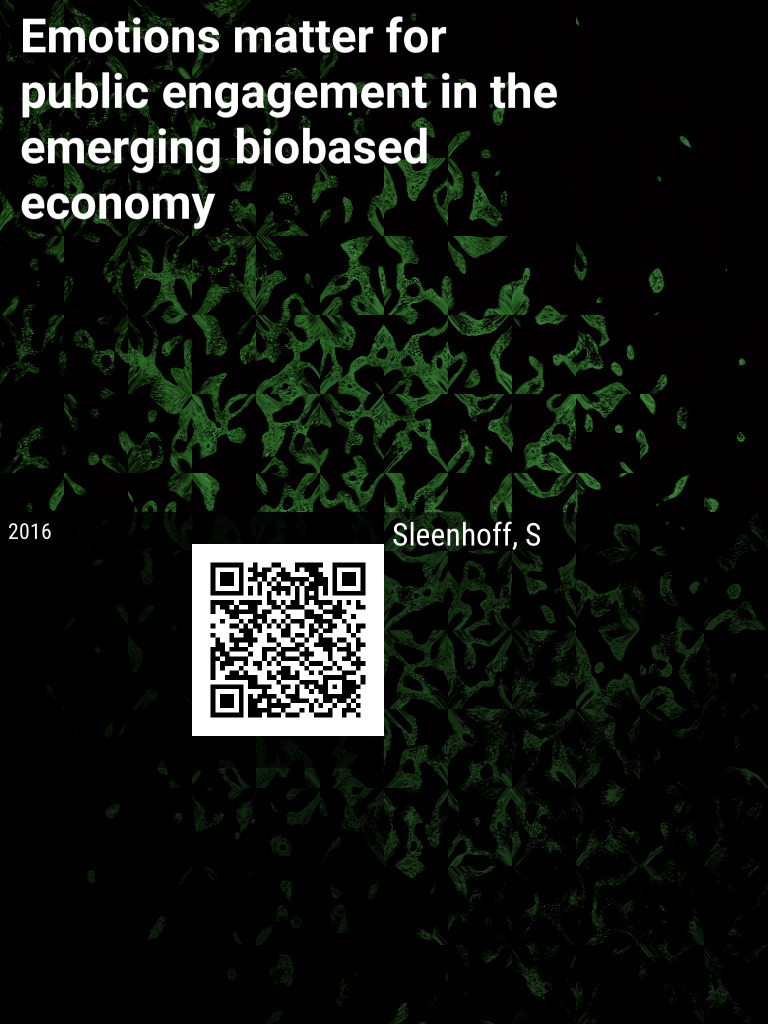 Emotions matter for
public engagement in the
emerging biobased
economy
2016
Sleenhoff, S